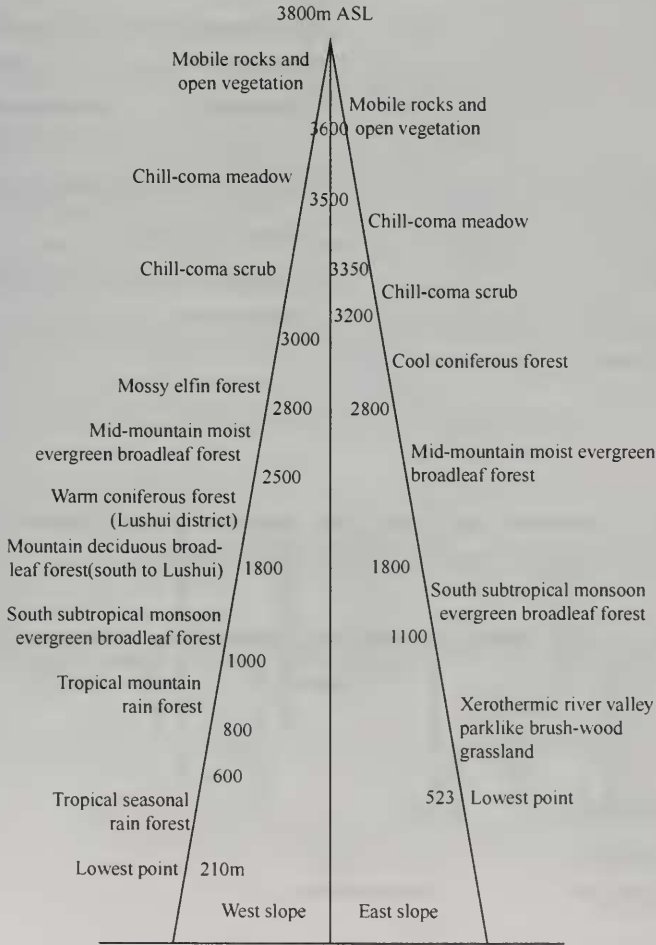 3800m ASL
Mobile rocks and
open vegetation
Mobile rocks and
open vegetation
3600
Chill-coma meadow
3500
Chill-coma meadow
Chill-coma scrub
3350
Chill-coma scrub
3200
3000
Cool coniferous forest
Mossy elfin forest
2800
2800
Mid-mountain moist
evergreen broadleaf forest
Mid-mountain moist evergreen
broadleaf forest
2500
Warm coniferous forest
(Lushui district)
Mountain deciduous broad-
leaf forest(south to Lushui)
1800
1800
South subtropical monsoon
evergreen broadleaf forest
South subtropical monsoon
evergreen broadleaf forest
1100
1000
Tropical mountain
rain forest
Xerothermic river valley
parklike brush-wood
grassland
800
600
523
Lowest point
Tropical seasonal
rain forest
Lowest point
210m
West slope
East slope